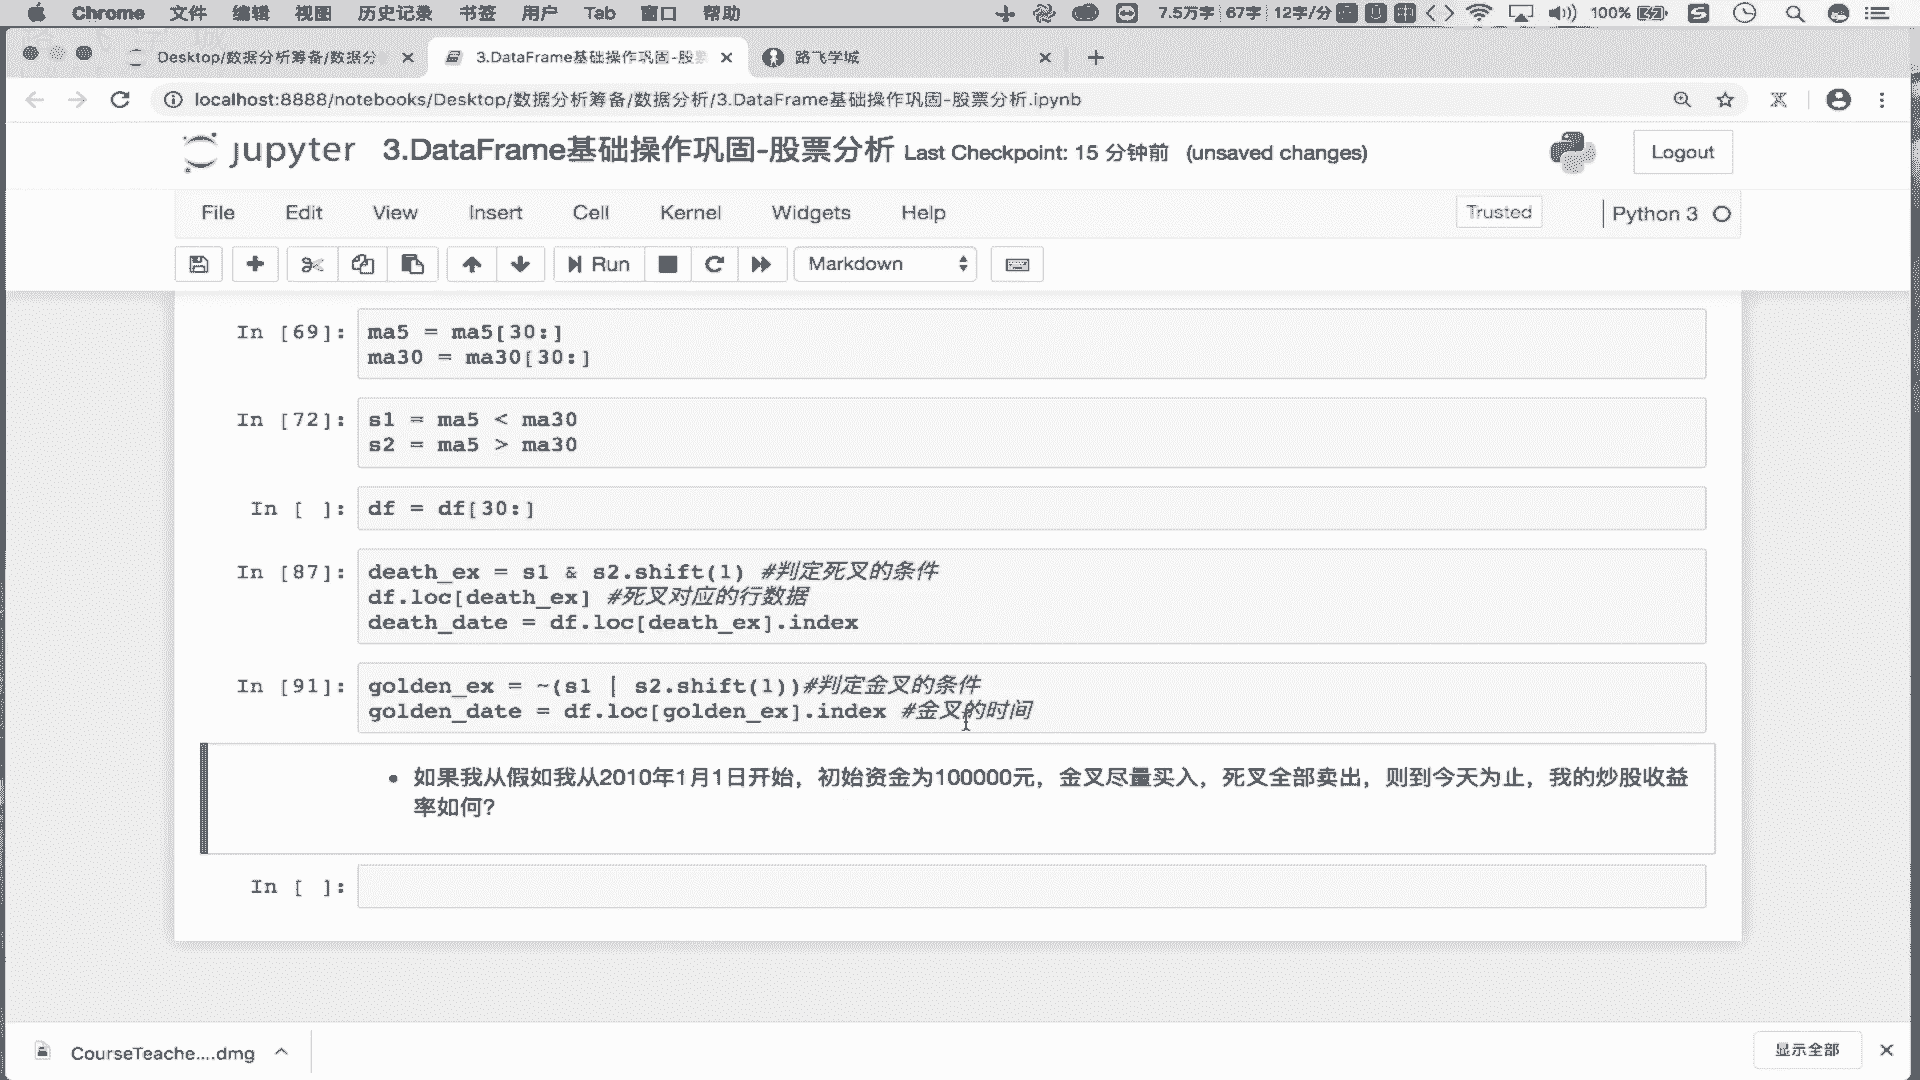 Chrome 文件 编辑 视图 历史记录 书签 用户 Tab 窗口 帮助 7.5万字 67字 12字/分 100%
Desktop/数据分析筹备/数据分 3.DataFrame基础操作巩固-股 路飞学城
localhost:8888/notebooks/Desktop/数据分析筹备/数据分析/3.DataFrame基础操作巩固-股票分析.ipynb
jupyter 3.DataFrame基础操作巩固-股票分析 Last Checkpoint: 15 分钟前 (unsaved changes) Logout
File Edit View Insert Cell Kernel Widgets Help Trusted Python 3
Run Markdown
In [69]: ma5 = ma5[30:]
ma30 = ma30[30:]
In [72]: s1 = ma5 < ma30
s2 = ma5 > ma30
In [ ]: df = df[30:]
In [87]: death_ex = s1 & s2.shift(1) #判定死叉的条件
df.loc[death_ex] #死叉对应的行数据
death_date = df.loc[death_ex].index
In [91]: golden_ex = ~(s1 | s2.shift(1))#判定金叉的条件
golden_date = df.loc[golden_ex].index #金叉的时间
• 如果我从假如我从2010年1月1日开始，初始资金为100000元，金叉尽量买入，死叉全部卖出，则到今天为止，我的炒股收益
率如何?
In [ ]:
CourseTeache....dmg 显示全部